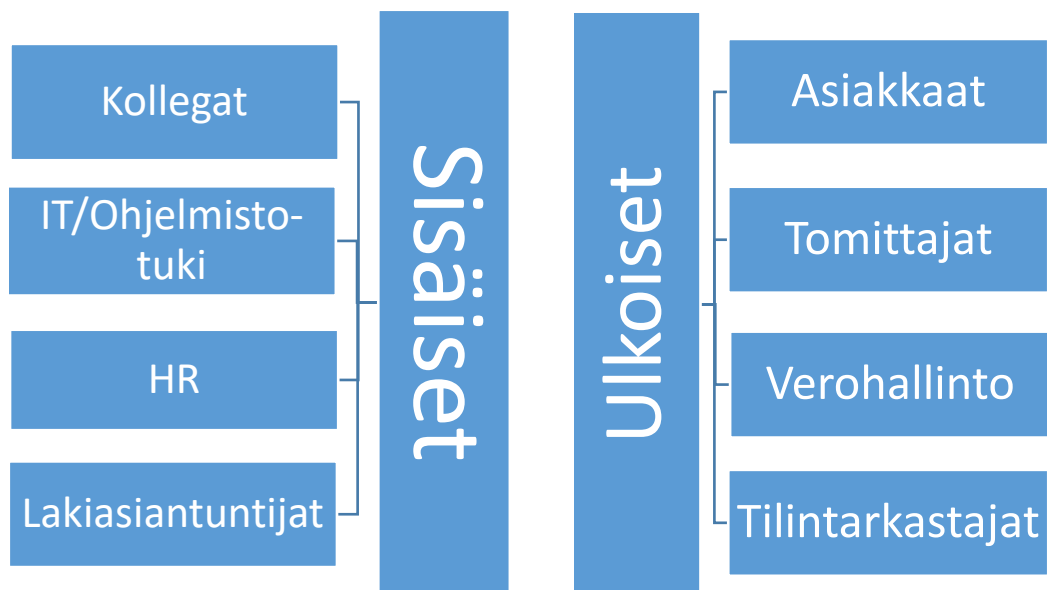 Kollegat
IT/Ohjelmisto-
tuki
HR
Lakiasiantuntijat
Sisäiset
Ulkoiset
Asiakkaat
Tomittajat
Verohallinto
Tilintarkastajat